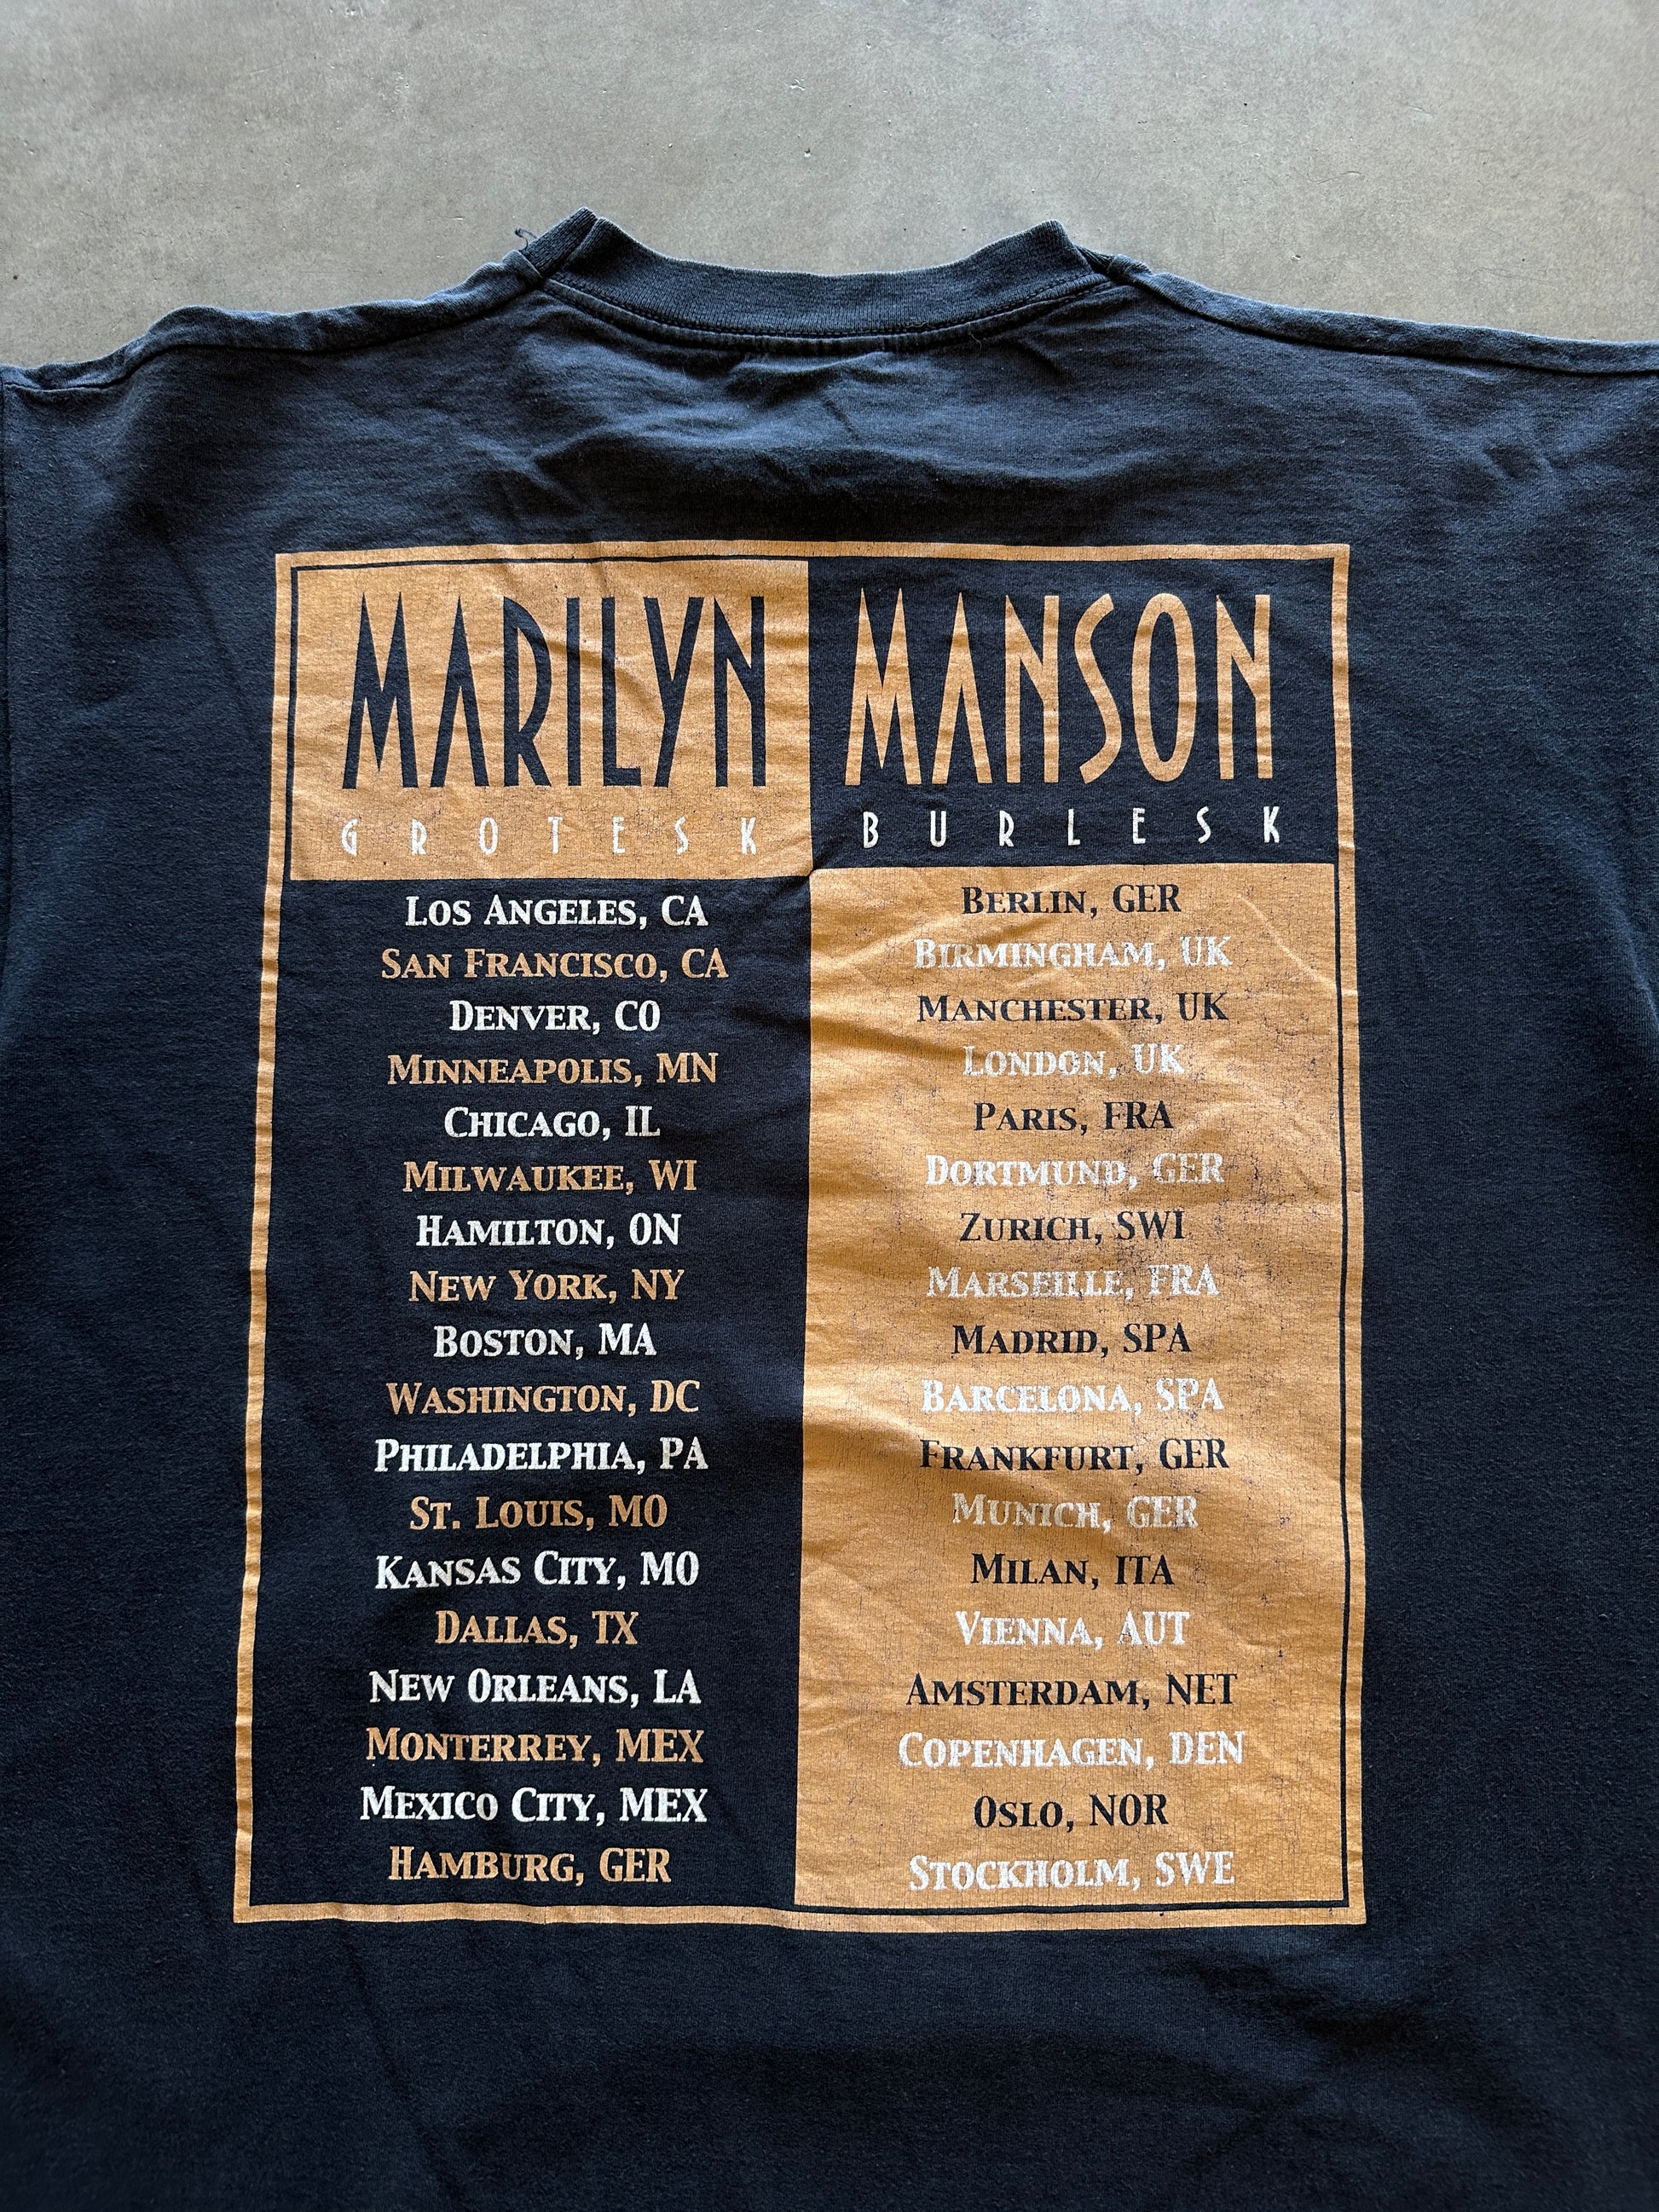 MARILYN MANSON
GROTESK BURLESK
LOS ANGELES, CA
SAN FRANCISCO, CA
DENVER, CO
MINNEAPOLIS, MN
CHICAGO, IL
MILWAUKEE, WI
HAMILTON, ON
NEW YORK, NY
BOSTON, MA
WASHINGTON, DC
PHILADELPHIA, PA
ST. LOUIS, MO
KANSAS CITY, MO
DALLAS, TX
NEW ORLEANS, LA
MONTERREY, MEX
MEXICO CITY, MEX
HAMBURG, GER
BERLIN, GER
BIRMINGHAM, UK
MANCHESTER, UK
LONDON, UK
PARIS, FRA
DORTMUND, GER
ZURICH, SWI
MARSEILLE, FRA
MADRID, SPA
BARCELONA, SPA
FRANKFURT, GER
MUNICH, GER
MILAN, ITA
VIENNA, AUT
AMSTERDAM, NET
COPENHAGEN, DEN
OSLO, NOR
STOCKHOLM, SWE